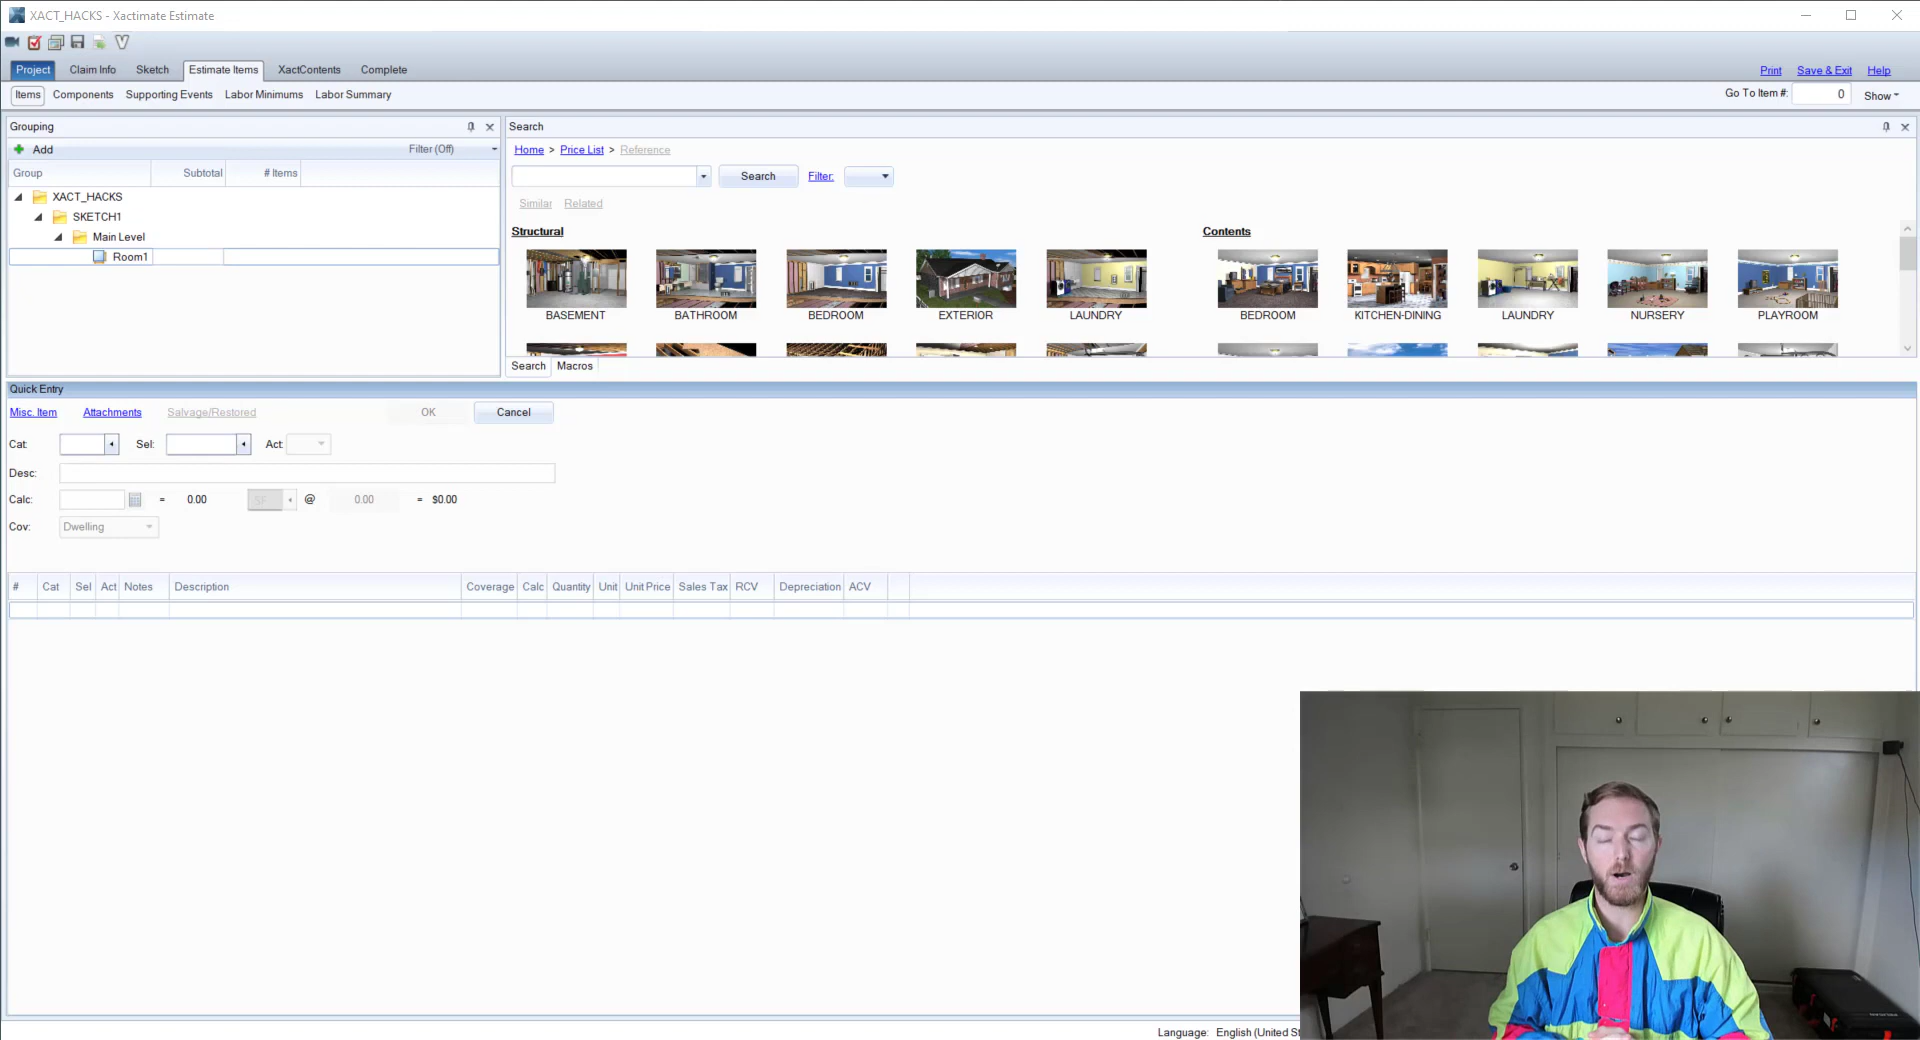 XACT_HACKS - Xactimate Estimate
Project Claim Info Sketch Estimate Items XactContents Complete
Print Save & Exit Help
Items Components Supporting Events Labor Minimums Labor Summary
Go To Item #: 0 Show
Grouping
Add Filter (Off)
Group Subtotal # Items
XACT_HACKS
SKETCH1
Main Level
Room1
Search
Home > Price List > Reference
Search Filter:
Similar Related
Structural
BASEMENT BATHROOM BEDROOM EXTERIOR LAUNDRY
Contents
BEDROOM KITCHEN-DINING LAUNDRY NURSERY PLAYROOM
Search Macros
Quick Entry
Misc. Item Attachments Salvage/Restored OK Cancel
Cat: Sel: Act:
Desc:
Calc: = 0.00 SF @ 0.00 = $0.00
Cov: Dwelling
# Cat Sel Act Notes Description Coverage Calc Quantity Unit Unit Price Sales Tax RCV Depreciation ACV
Language: English (United St